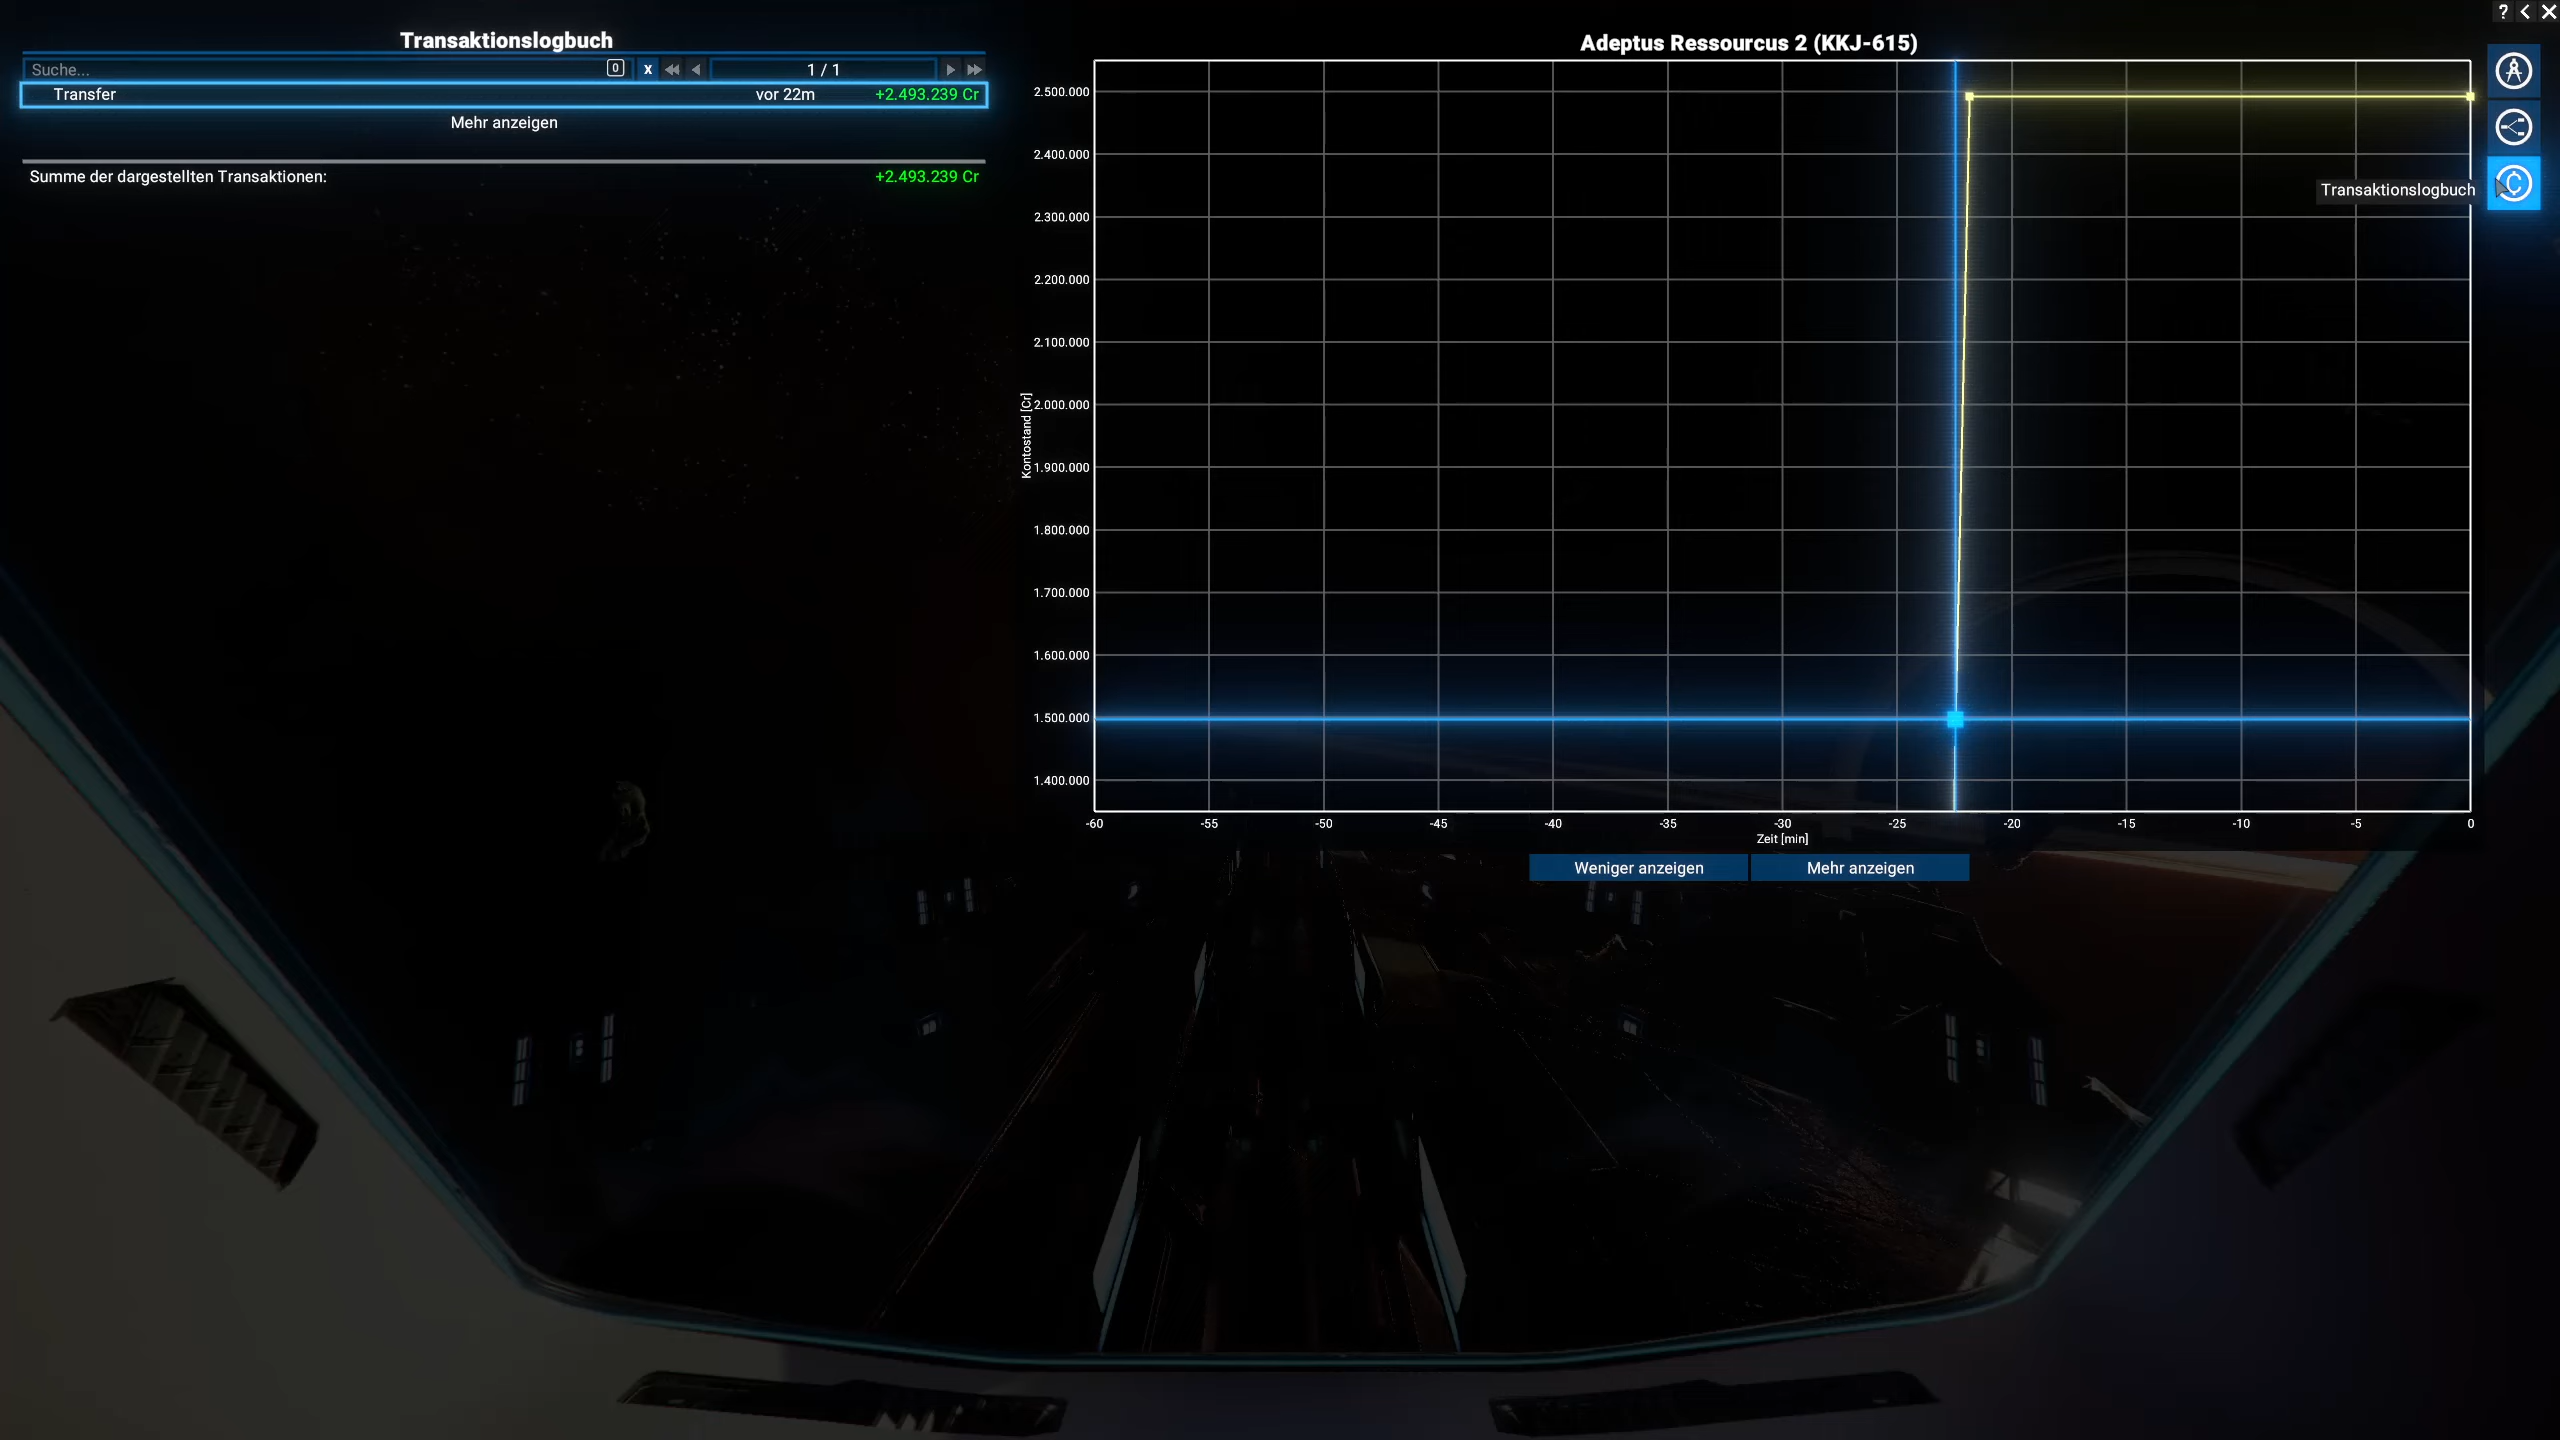 Transaktionslogbuch
Suche... 0 x 1 / 1
Transfer vor 22m +2.493.239 Cr
Mehr anzeigen
Summe der dargestellten Transaktionen: +2.493.239 Cr
? < X
Adeptus Ressourcus 2 (KKJ-615)
Transaktionslogbuch
Kontostand [Cr]
2.500.000
2.400.000
2.300.000
2.200.000
2.100.000
2.000.000
1.900.000
1.800.000
1.700.000
1.600.000
1.500.000
1.400.000
-60 -55 -50 -45 -40 -35 -30 -25 -20 -15 -10 -5 0
Zeit [min]
Weniger anzeigen Mehr anzeigen